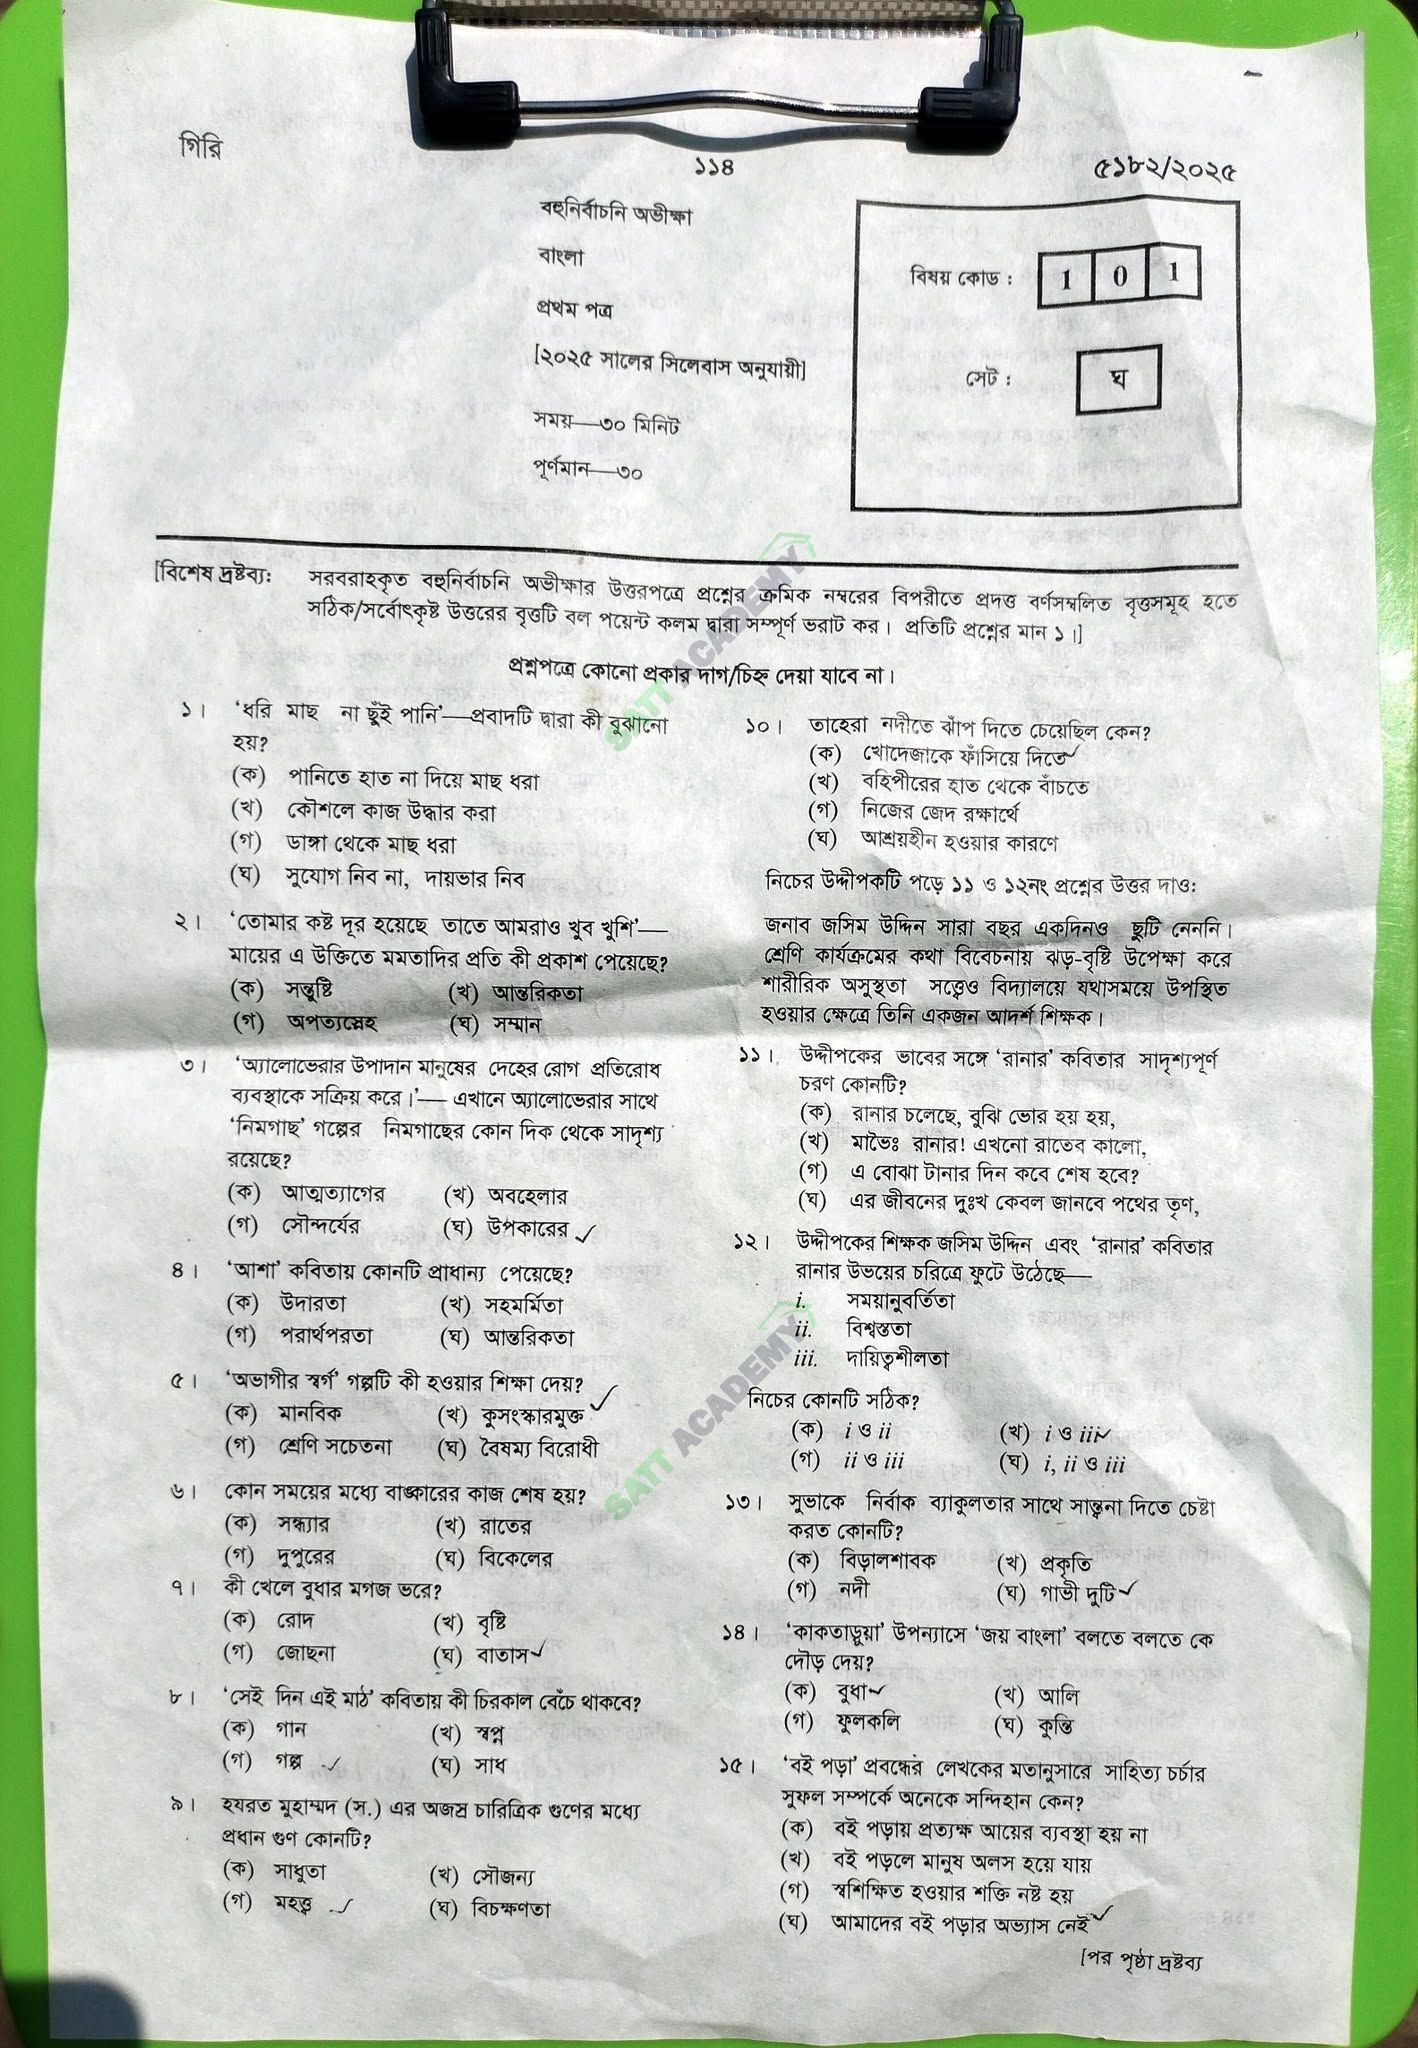 গিরি
১১৪
৫১৮২/২০২৫
বহুনির্বাচনি অভীক্ষা
বাংলা
প্রথম পত্র
[২০২৫ সালের সিলেবাস অনুযায়ী]
সময়—৩০ মিনিট
পূর্ণমান—৩০
বিষয় কোড : 1 0 1
সেট : ঘ
[বিশেষ দ্রষ্টব্য: সরবরাহকৃত বহুনির্বাচনি অভীক্ষার উত্তরপত্রে প্রশ্নের ক্রমিক নম্বরের বিপরীতে প্রদত্ত বর্ণসম্বলিত বৃত্তসমূহ হতে
সঠিক/সর্বোৎকৃষ্ট উত্তরের বৃত্তটি বল পয়েন্ট কলম দ্বারা সম্পূর্ণ ভরাট কর। প্রতিটি প্রশ্নের মান ১।]
প্রশ্নপত্রে কোনো প্রকার দাগ/চিহ্ন দেয়া যাবে না।
১। ‘ধরি মাছ না ছুঁই পানি’—প্রবাদটি দ্বারা কী বুঝানো
হয়?
(ক) পানিতে হাত না দিয়ে মাছ ধরা
(খ) কৌশলে কাজ উদ্ধার করা
(গ) ডাঙ্গা থেকে মাছ ধরা
(ঘ) সুযোগ নিব না, দায়ভার নিব
২। ‘তোমার কষ্ট দূর হয়েছে তাতে আমরাও খুব খুশি’—
মায়ের এ উক্তিতে মমতাদির প্রতি কী প্রকাশ পেয়েছে?
(ক) সন্তুষ্টি (খ) আন্তরিকতা
(গ) অপত্যস্নেহ (ঘ) সম্মান
৩। ‘অ্যালোভেরার উপাদান মানুষের দেহের রোগ প্রতিরোধ
ব্যবস্থাকে সক্রিয় করে।’— এখানে অ্যালোভেরার সাথে
‘নিমগাছ’ গল্পের নিমগাছের কোন দিক থেকে সাদৃশ্য
রয়েছে?
(ক) আত্মত্যাগের (খ) অবহেলার
(গ) সৌন্দর্যের (ঘ) উপকারের
৪। ‘আশা’ কবিতায় কোনটি প্রাধান্য পেয়েছে?
(ক) উদারতা (খ) সহমর্মিতা
(গ) পরার্থপরতা (ঘ) আন্তরিকতা
৫। ‘অভাগীর স্বর্গ’ গল্পটি কী হওয়ার শিক্ষা দেয়?
(ক) মানবিক (খ) কুসংস্কারমুক্ত
(গ) শ্রেণি সচেতনা (ঘ) বৈষম্য বিরোধী
৬। কোন সময়ের মধ্যে বাঙ্কারের কাজ শেষ হয়?
(ক) সন্ধ্যার (খ) রাতের
(গ) দুপুরের (ঘ) বিকেলের
৭। কী খেলে বুধার মগজ ভরে?
(ক) রোদ (খ) বৃষ্টি
(গ) জোছনা (ঘ) বাতাস
৮। ‘সেই দিন এই মাঠ’ কবিতায় কী চিরকাল বেঁচে থাকবে?
(ক) গান (খ) স্বপ্ন
(গ) গল্প (ঘ) সাধ
৯। হযরত মুহাম্মদ (স.) এর অজস্র চারিত্রিক গুণের মধ্যে
প্রধান গুণ কোনটি?
(ক) সাধুতা (খ) সৌজন্য
(গ) মহত্ত্ব (ঘ) বিচক্ষণতা
১০। তাহেরা নদীতে ঝাঁপ দিতে চেয়েছিল কেন?
(ক) খোদেজাকে ফাঁসিয়ে দিতে
(খ) বহিপীরের হাত থেকে বাঁচতে
(গ) নিজের জেদ রক্ষার্থে
(ঘ) আশ্রয়হীন হওয়ার কারণে
নিচের উদ্দীপকটি পড়ে ১১ ও ১২নং প্রশ্নের উত্তর দাও:
জনাব জসিম উদ্দিন সারা বছর একদিনও ছুটি নেননি।
শ্রেণি কার্যক্রমের কথা বিবেচনায় ঝড়-বৃষ্টি উপেক্ষা করে
শারীরিক অসুস্থতা সত্ত্বেও বিদ্যালয়ে যথাসময়ে উপস্থিত
হওয়ার ক্ষেত্রে তিনি একজন আদর্শ শিক্ষক।
১১। উদ্দীপকের ভাবের সঙ্গে ‘রানার’ কবিতার সাদৃশ্যপূর্ণ
চরণ কোনটি?
(ক) রানার চলেছে, বুঝি ভোর হয় হয়,
(খ) মাভৈঃ রানার! এখনো রাতের কালো,
(গ) এ বোঝা টানার দিন কবে শেষ হবে?
(ঘ) এর জীবনের দুঃখ কেবল জানবে পথের তৃণ,
১২। উদ্দীপকের শিক্ষক জসিম উদ্দিন এবং ‘রানার’ কবিতার
রানার উভয়ের চরিত্রে ফুটে উঠেছে—
i. সময়ানুবর্তিতা
ii. বিশ্বস্ততা
iii. দায়িত্বশীলতা
নিচের কোনটি সঠিক?
(ক) i ও ii (খ) i ও iii
(গ) ii ও iii (ঘ) i, ii ও iii
১৩। সুভাকে নির্বাক ব্যাকুলতার সাথে সান্ত্বনা দিতে চেষ্টা
করত কোনটি?
(ক) বিড়ালশাবক (খ) প্রকৃতি
(গ) নদী (ঘ) গাভী দুটি
১৪। ‘কাকতাড়ুয়া’ উপন্যাসে ‘জয় বাংলা’ বলতে বলতে কে
দৌড় দেয়?
(ক) বুধা (খ) আলি
(গ) ফুলকলি (ঘ) কুন্তি
১৫। ‘বই পড়া’ প্রবন্ধের লেখকের মতানুসারে সাহিত্য চর্চার
সুফল সম্পর্কে অনেকে সন্দিহান কেন?
(ক) বই পড়ায় প্রত্যক্ষ আয়ের ব্যবস্থা হয় না
(খ) বই পড়লে মানুষ অলস হয়ে যায়
(গ) স্বশিক্ষিত হওয়ার শক্তি নষ্ট হয়
(ঘ) আমাদের বই পড়ার অভ্যাস নেই
[পর পৃষ্ঠা দ্রষ্টব্য
SATT ACADEMY
SATT ACADEMY